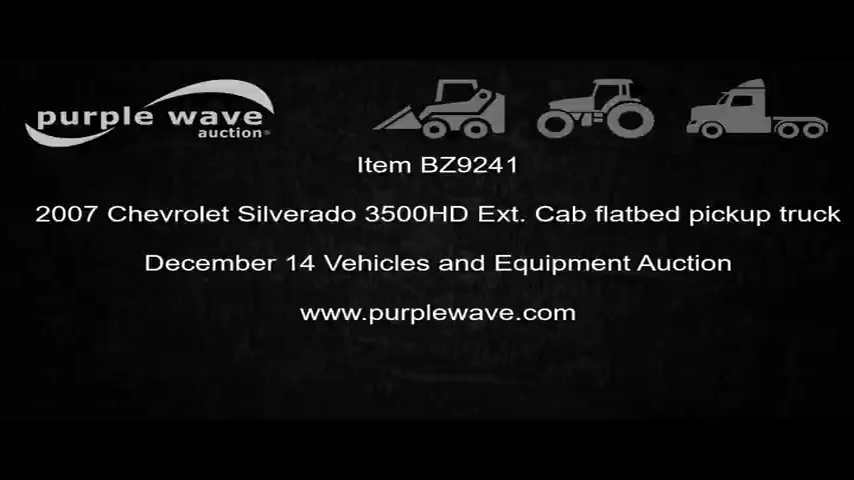 purple wave
auction®
Item BZ9241
2007 Chevrolet Silverado 3500HD Ext. Cab flatbed pickup truck
December 14 Vehicles and Equipment Auction
www.purplewave.com